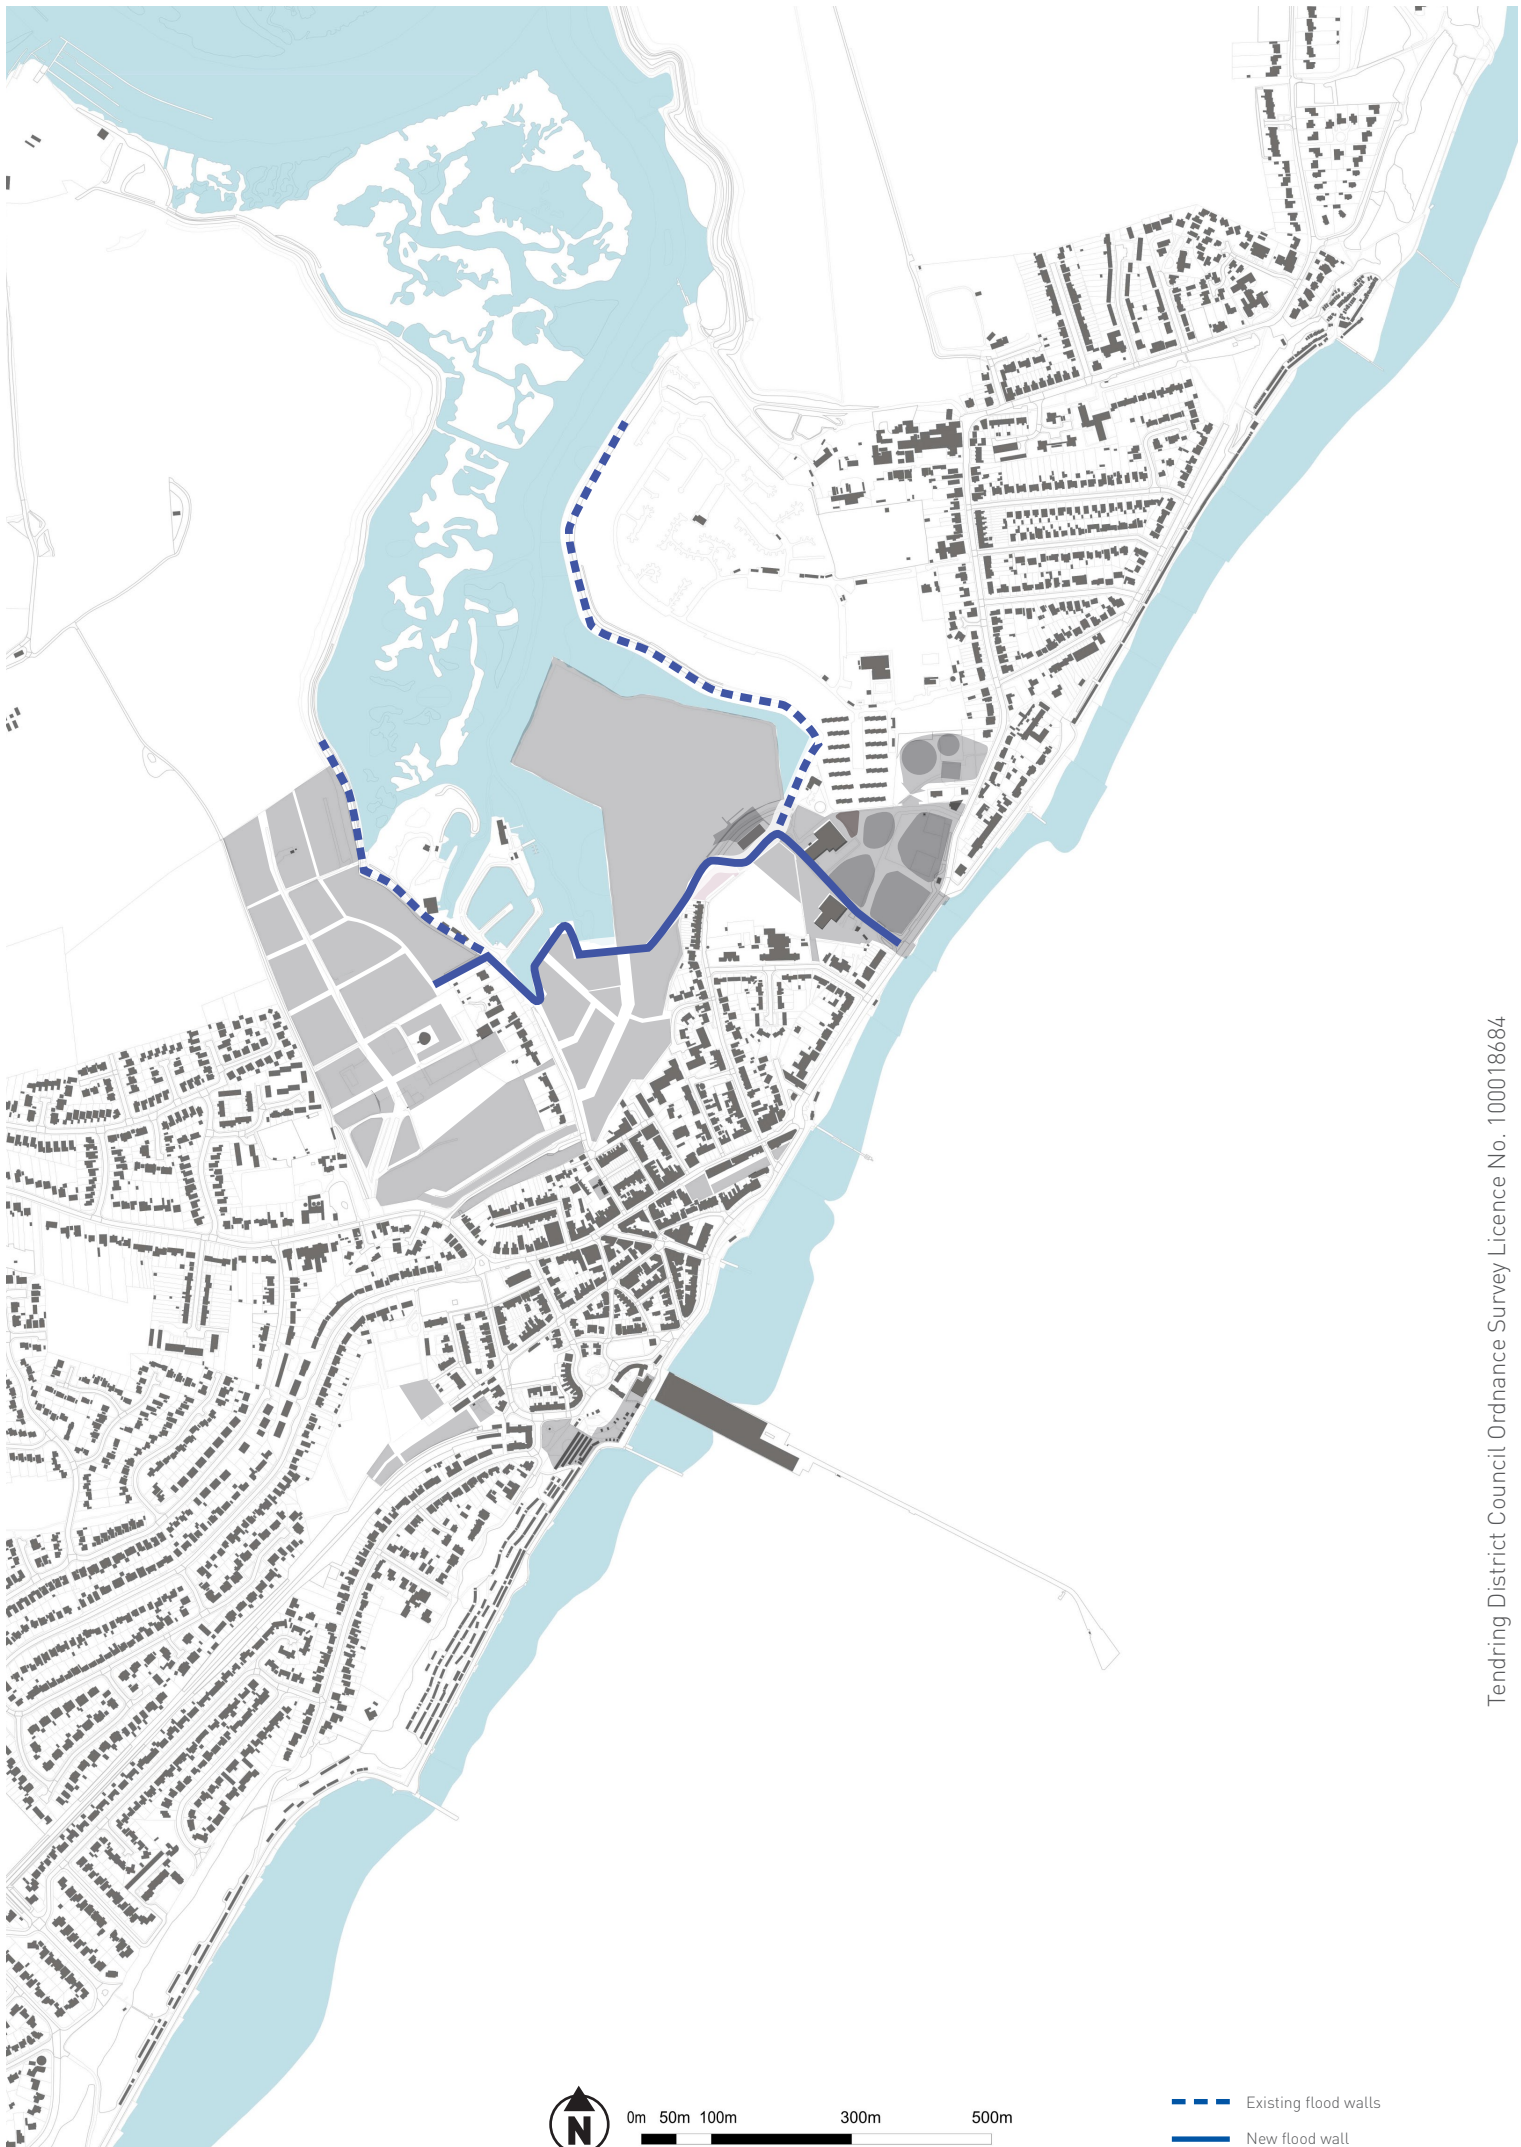 Tendring District Council Ordnance Survey Licence No. 100018684
N
0m 50m 100m 300m 500m
Existing flood walls
New flood wall